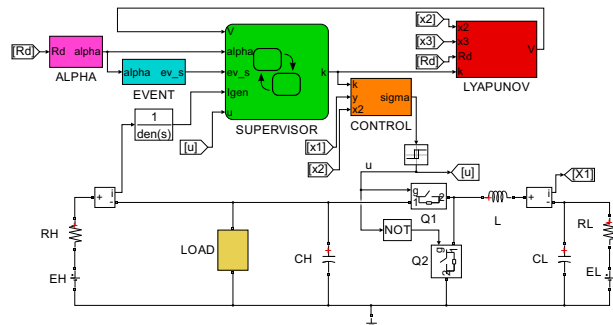 [x2]
V
x2
[Rd]
Rd alpha
alpha
[x3]
x3
V
[Rd]
Rd
ALPHA
alpha ev_s
ev_s
k
k
EVENT
Igen
k
LYAPUNOV
1
y sigma
den(s)
u
x2
SUPERVISOR
CONTROL
[u]
[x1]
[x2]
u
[u]
[X1]
+ i
-
g
1 2
+ i
-
Q1
L
RH
NOT
RL
LOAD
CH
g
1 2
Q2
CL
EH
EL